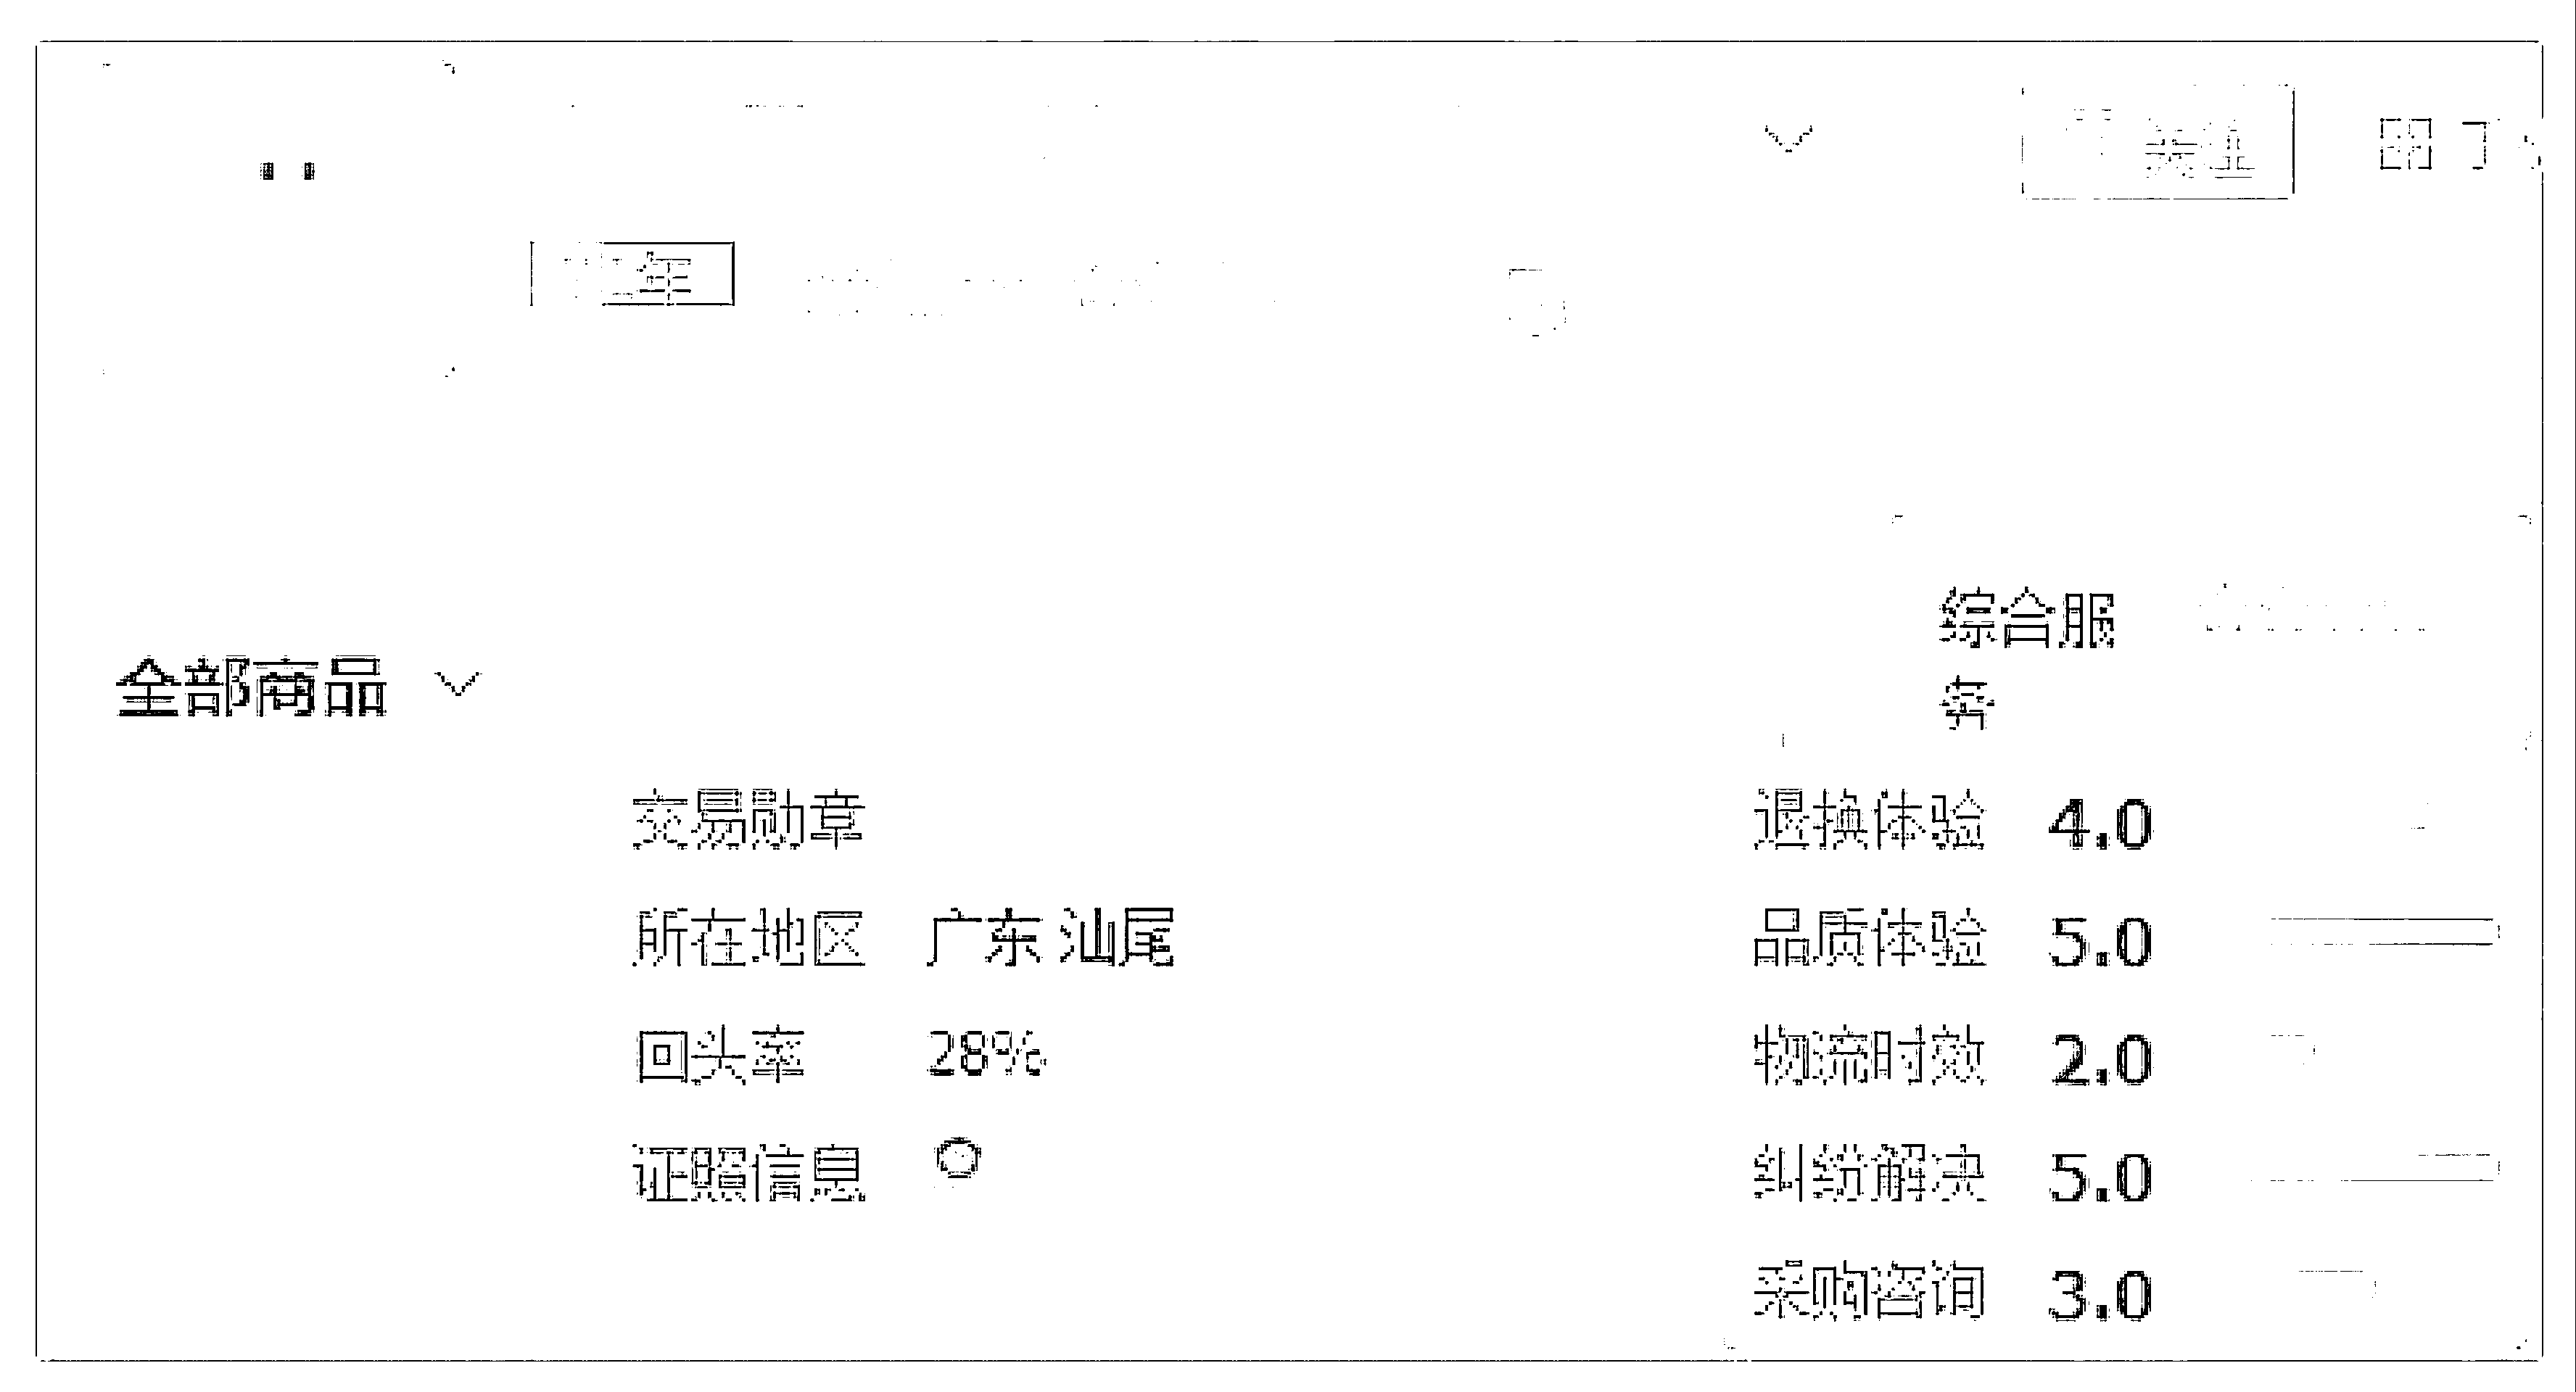 关注
年
综合服
务
全部商品
交易勋章
退换体验 4.0
所在地区 广东 汕尾
品质体验 5.0
回头率 28%
物流时效 2.0
证照信息
纠纷解决 5.0
采购咨询 3.0